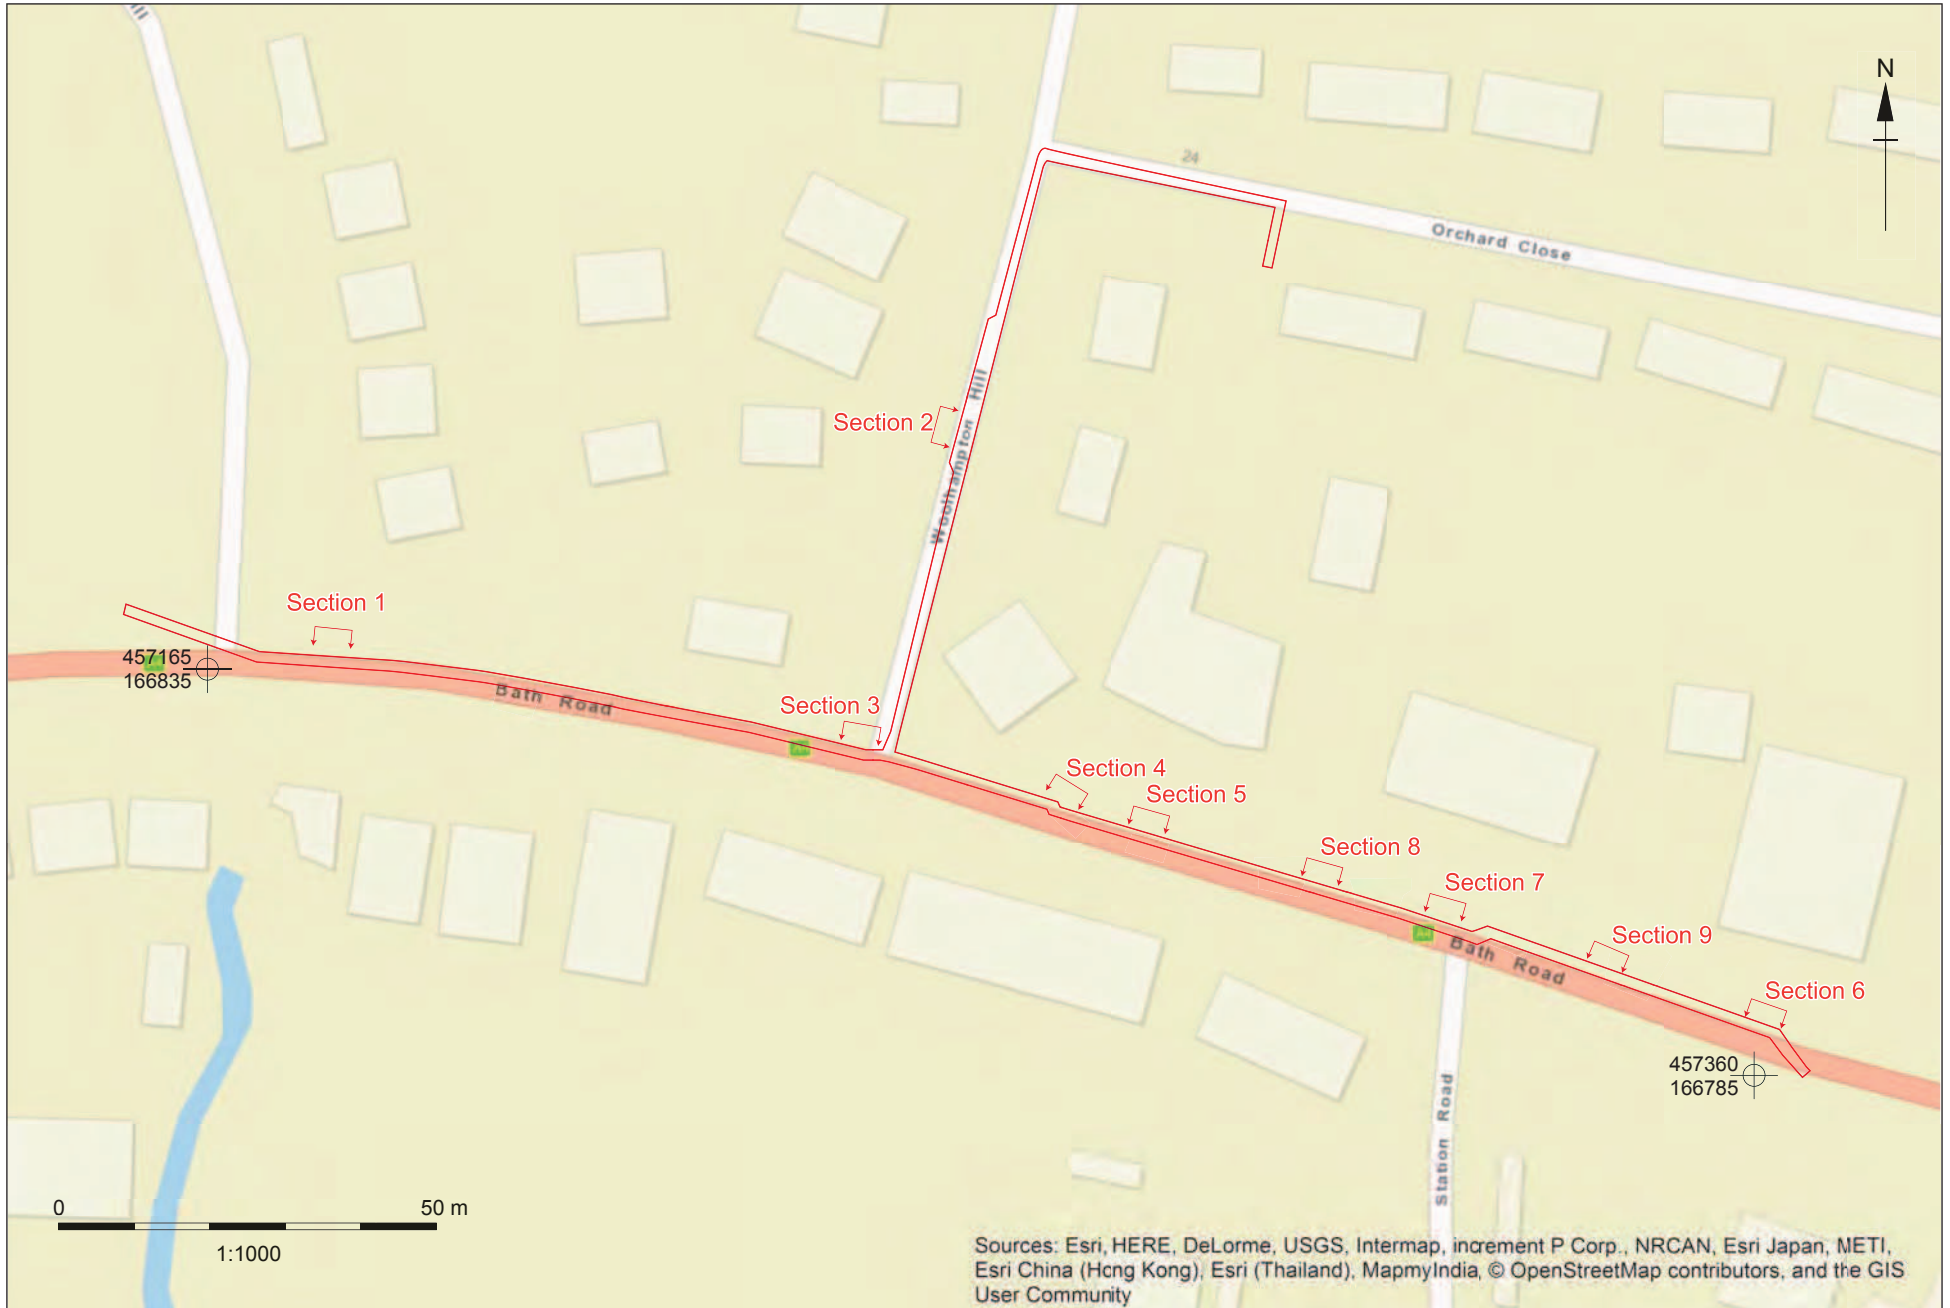 N
24
Orchard Close
Woolhampton Hill
Section 2
Section 1
457165
166835
Bath Road
Section 3
Section 4
Section 5
Section 8
Section 7
Bath Road
Section 9
Section 6
457360
166785
Station Road
0
50 m
1:1000
Sources: Esri, HERE, DeLorme, USGS, Intermap, increment P Corp., NRCAN, Esri Japan, METI,
Esri China (Hong Kong), Esri (Thailand), MapmyIndia, © OpenStreetMap contributors, and the GIS
User Community